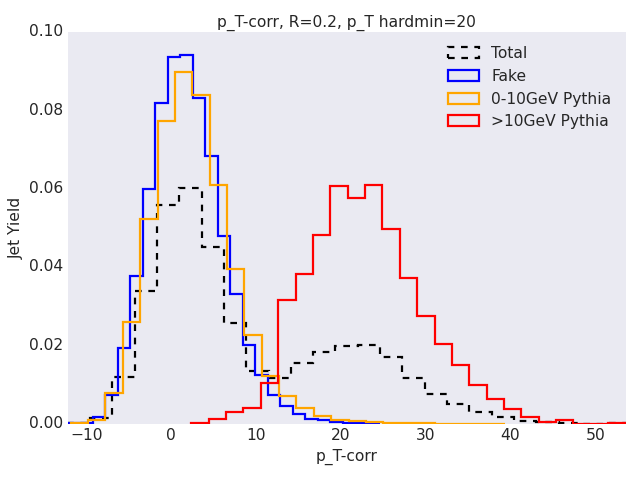 p_T-corr, R=0.2, p_T hardmin=20
0.10
0.08
0.06
0.04
0.02
0.00
Jet Yield
Total
Fake
0-10GeV Pythia
>10GeV Pythia
−10 0 10 20 30 40 50
p_T-corr